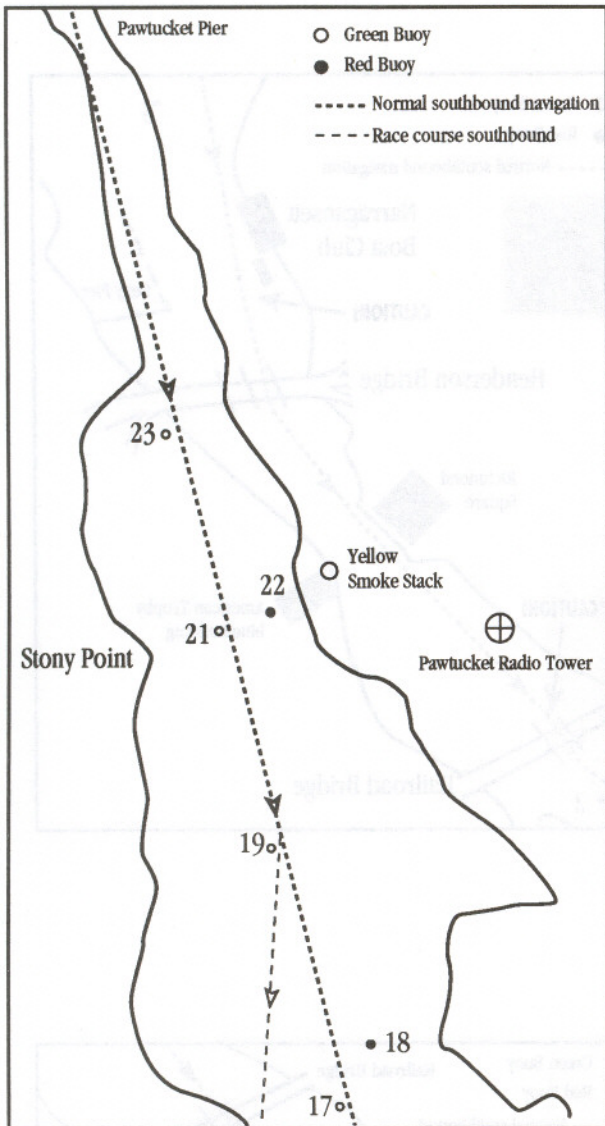 Pawtucket Pier
Green Buoy
Red Buoy
Normal southbound navigation
Race course southbound
23
Yellow
Smoke Stack
22
21
Stony Point
Pawtucket Radio Tower
19
18
17